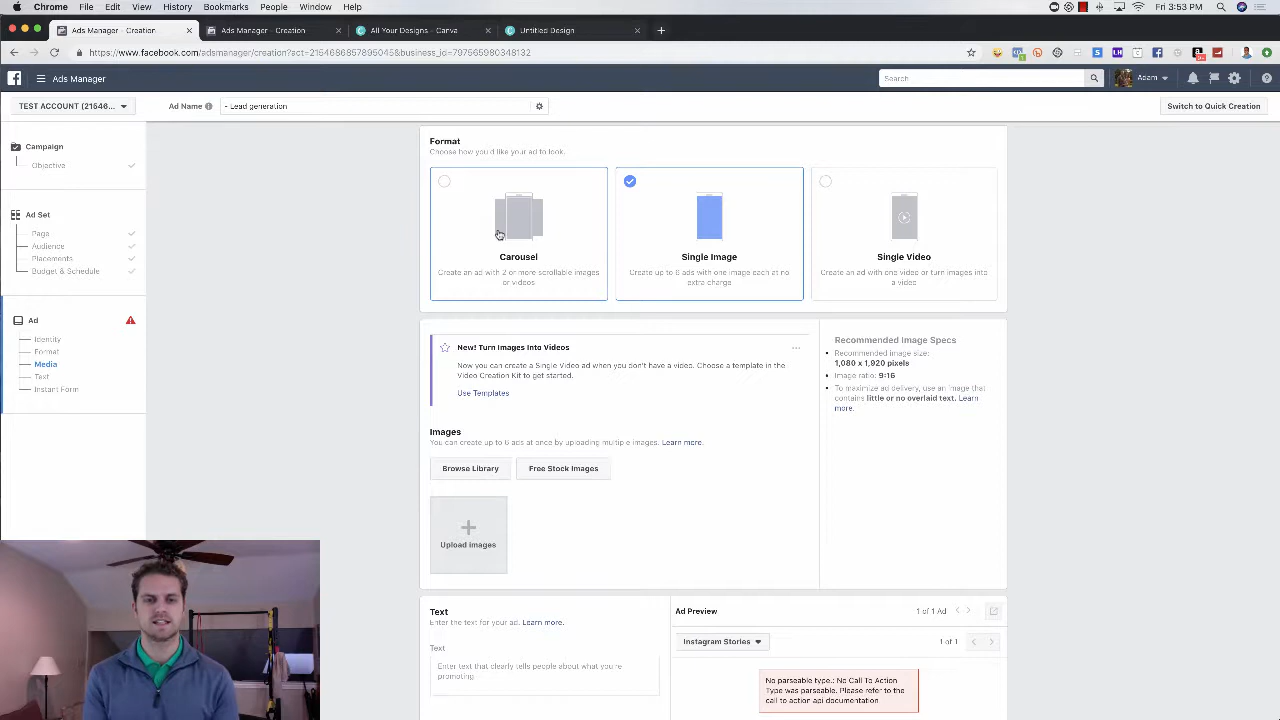 Chrome File Edit View History Bookmarks People Window Help 100% Sun 3:53 PM
Ads Manager - Creation × Ads Manager - Creation × All Your Designs - Canva × Untitled Design ×
Ads Manager Search Adam
TEST ACCOUNT (21646... Ad Name - Lead generation Switch to Quick Creation
Campaign
Objective
Ad Set
Page
Audience
Placements
Budget & Schedule
Ad
Identity
Format
Media
Text
Instant Form
Format
Choose how you'd like your ad to look.
Carousel
Create an ad with 2 or more scrollable images
or videos
Single Image
Create up to 6 ads with one image each at no
extra charge
Single Video
Create an ad with one video or turn images into
a video
New! Turn Images Into Videos
Now you can create a Single Video ad when you don't have a video. Choose a template in the
Video Creation Kit to get started.
Use Templates
Images
You can create up to 6 ads at once by uploading multiple images. Learn more.
Browse Library Free Stock Images
Upload images
Recommended Image Specs
Recommended image size:
1,080 x 1,920 pixels
Image ratio: 9:16
To maximize ad delivery, use an image that
contains little or no overlaid text. Learn
more.
Text
Enter the text for your ad. Learn more.
Text
Enter text that clearly tells people about what you're
promoting
Ad Preview 1 of 1 Ad
Instagram Stories 1 of 1
No parseable type.: No Call To Action
Type was parseable. Please refer to the
call to action api documentation